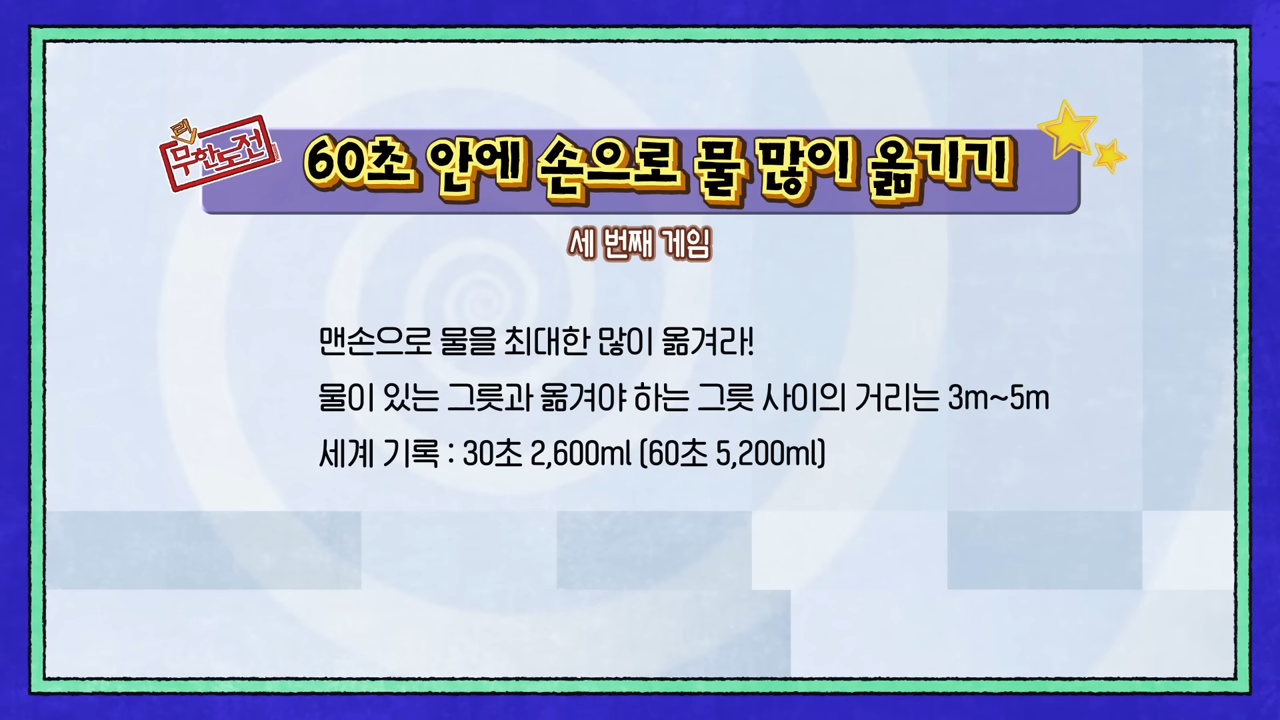 리
무한도전
60초 안에 손으로 물 많이 옮기기
세 번째 게임
맨손으로 물을 최대한 많이 옮겨라!
물이 있는 그릇과 옮겨야 하는 그릇 사이의 거리는 3m~5m
세계 기록 : 30초 2,600ml (60초 5,200ml)